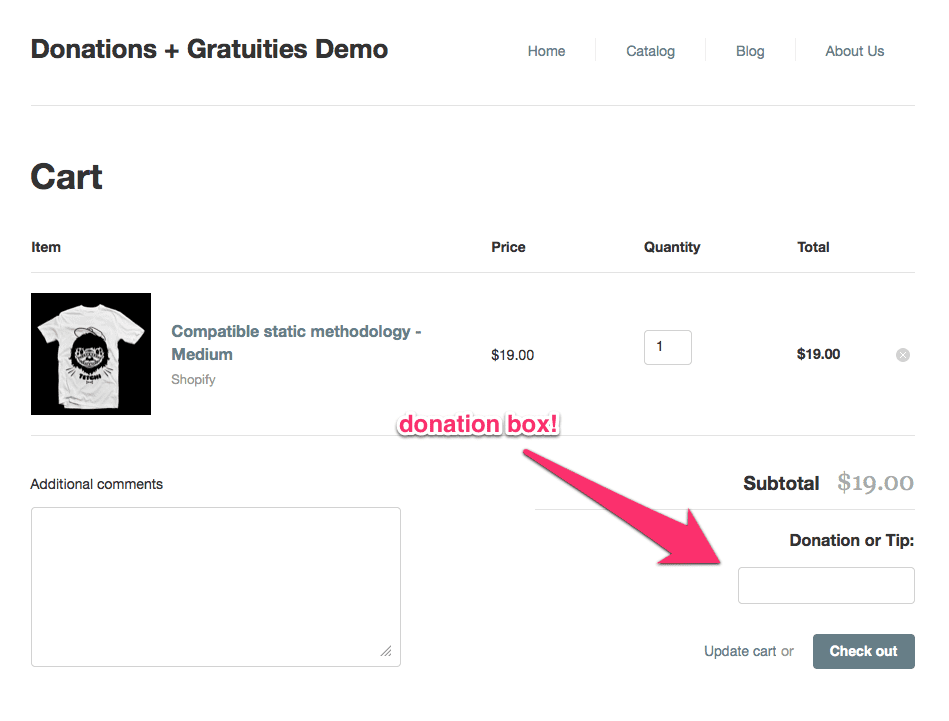 Donations + Gratuities Demo
Home
Catalog
Blog
About Us
Cart
Item
Price
Quantity
Total
Compatible static methodology -
Medium
Shopify
$19.00
1
$19.00
donation box!
Additional comments
Subtotal $19.00
Donation or Tip:
Update cart or
Check out